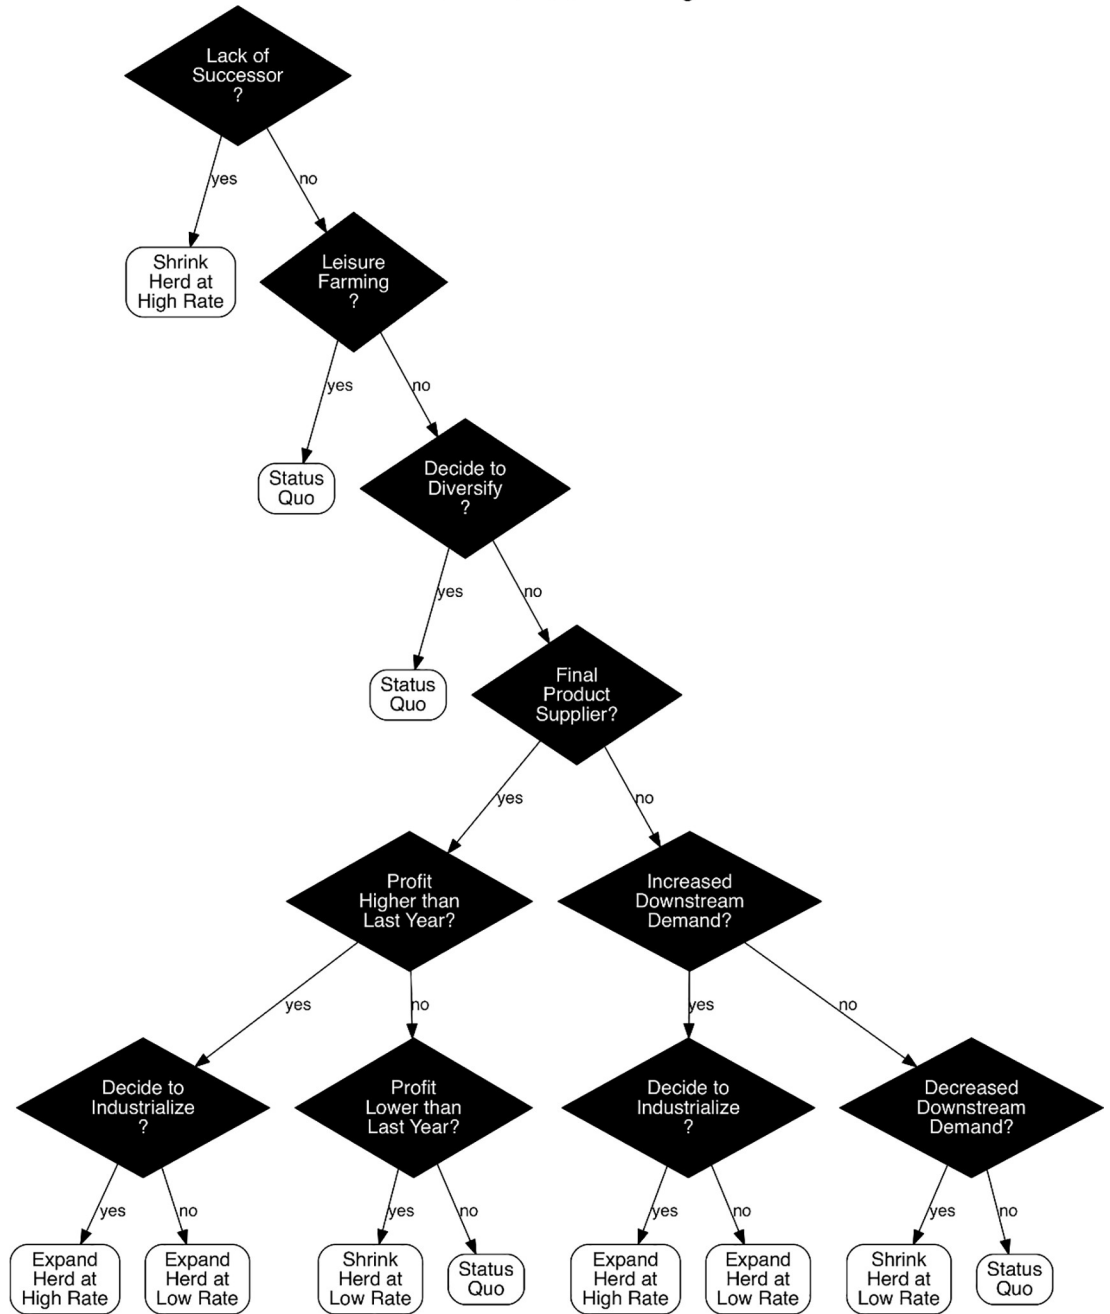 Lack of
Successor
?
yes
no
Shrink
Herd at
High Rate
Leisure
Farming
?
yes
no
Status
Quo
Decide to
Diversify
?
yes
no
Status
Quo
Final
Product
Supplier?
yes
no
Profit
Higher than
Last Year?
Increased
Downstream
Demand?
yes
no
yes
no
Decide to
Industrialize
?
Profit
Lower than
Last Year?
Decide to
Industrialize
?
Decreased
Downstream
Demand?
yes
no
yes
no
yes
no
yes
no
Expand
Herd at
High Rate
Expand
Herd at
Low Rate
Shrink
Herd at
Low Rate
Status
Quo
Expand
Herd at
High Rate
Expand
Herd at
Low Rate
Shrink
Herd at
Low Rate
Status
Quo